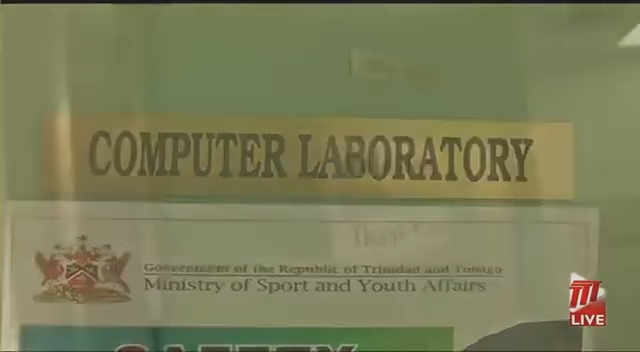 COMPUTER LABORATORY
Government of the Republic of Trinidad and Tobago
Ministry of Sport and Youth Affairs
LIVE